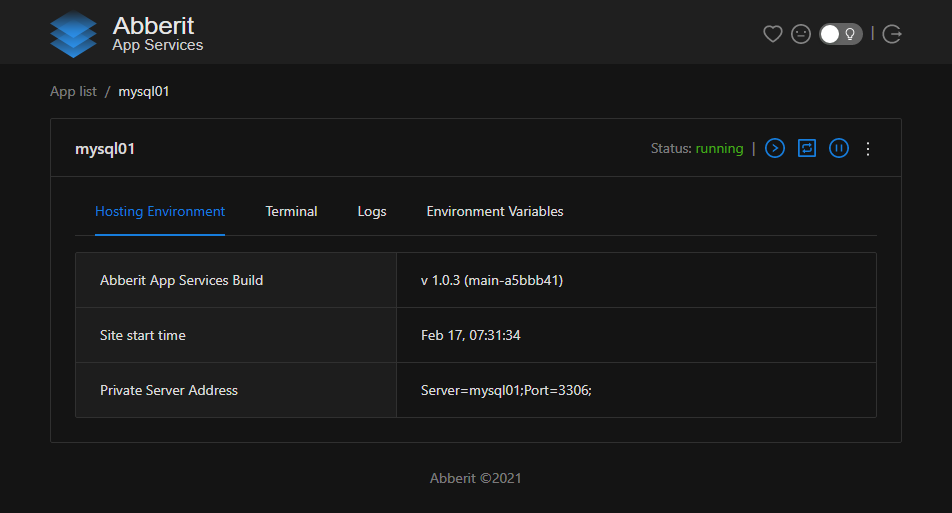 Abberit
App Services
App list / mysql01
mysql01
Status: running |
Hosting Environment Terminal Logs Environment Variables
Abberit App Services Build v 1.0.3 (main-a5bbb41)
Site start time Feb 17, 07:31:34
Private Server Address Server=mysql01;Port=3306;
Abberit ©2021